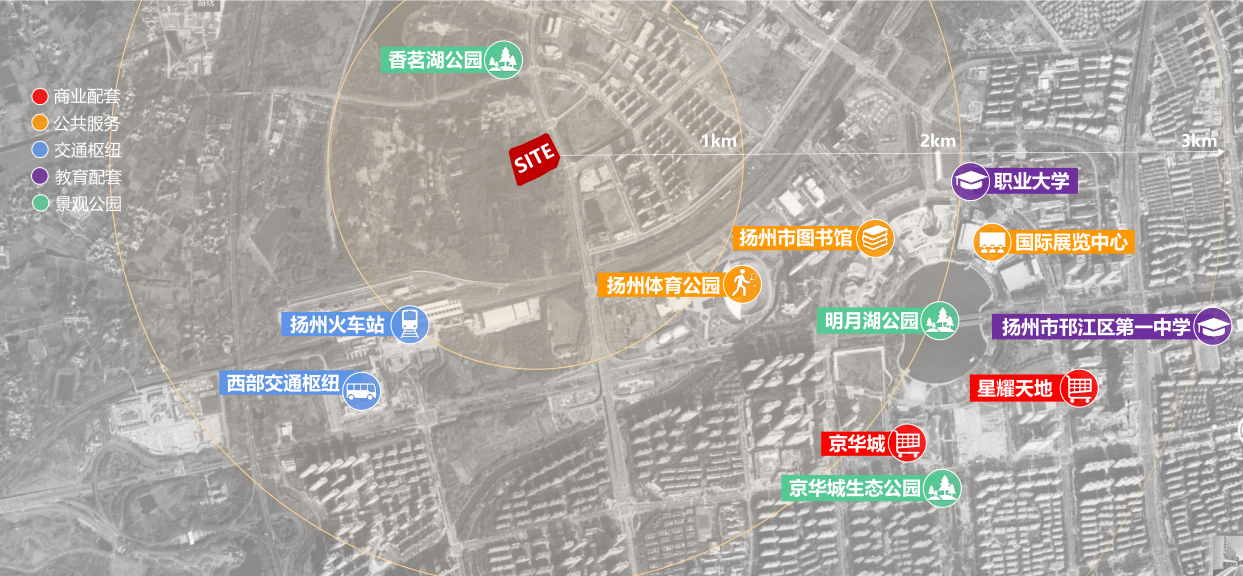 香茗湖公园
商业配套
公共服务
交通枢纽
教育配套
景观公园
SITE
1km
2km
3km
职业大学
扬州市图书馆
国际展览中心
扬州体育公园
扬州火车站
明月湖公园
扬州市邗江区第一中学
西部交通枢纽
星耀天地
京华城
京华城生态公园